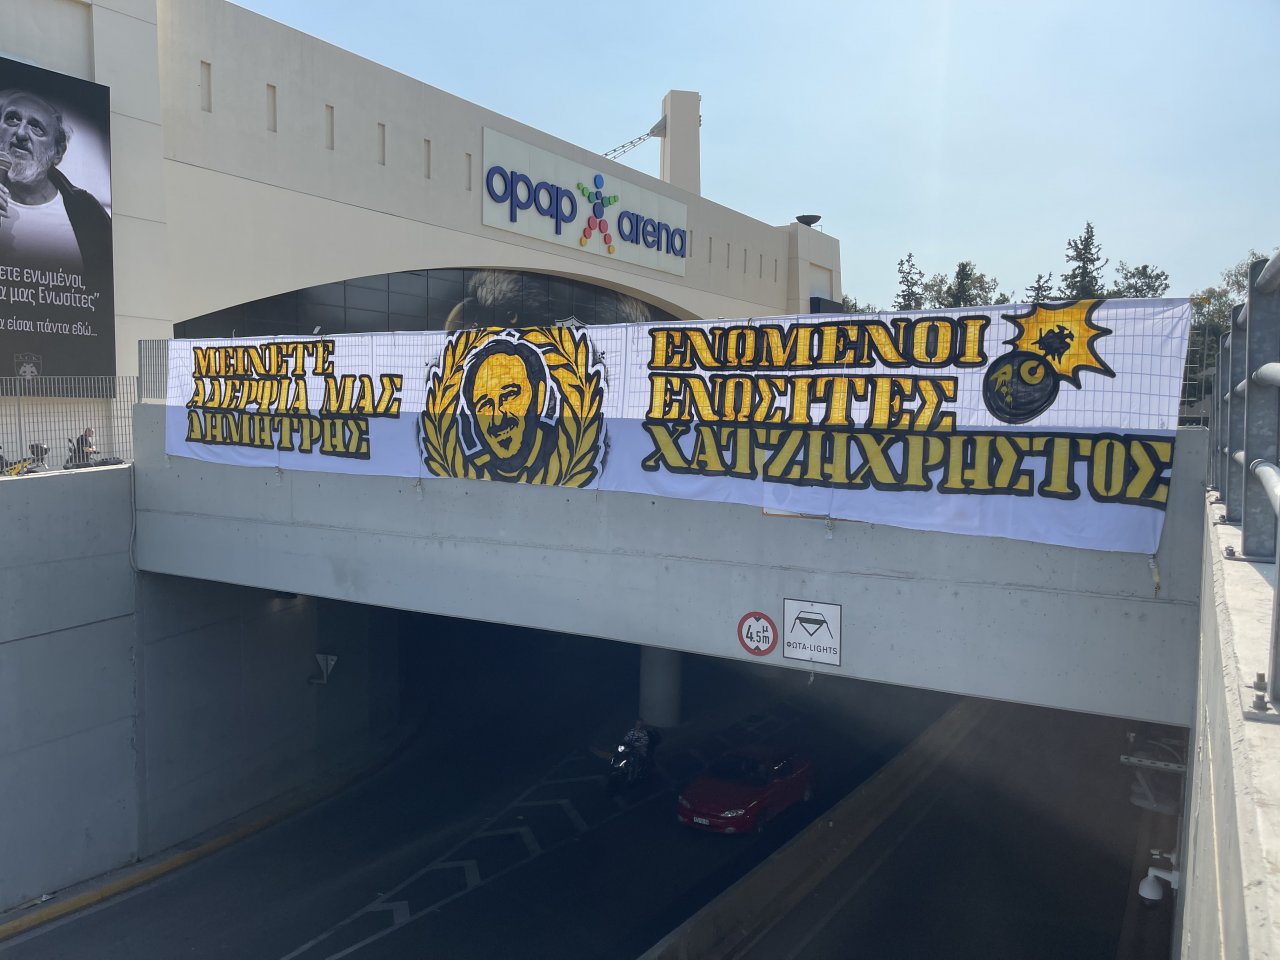 opap arena
ετε ενωμένοι,
α μας Ενωσίτες”
α είσαι πάντα εδώ...
ΜΕΙΝΕΤΕ
ΑΔΕΡΦΙΑ ΜΑΣ
ΔΗΜΗΤΡΗΣ
ΕΝΩΜΕΝΟΙ
ΕΝΩΣΙΤΕΣ
ΧΑΤΖΗΧΡΗΣΤΟΣ
4.5 μ m
ΦΩΤΑ-LIGHTS